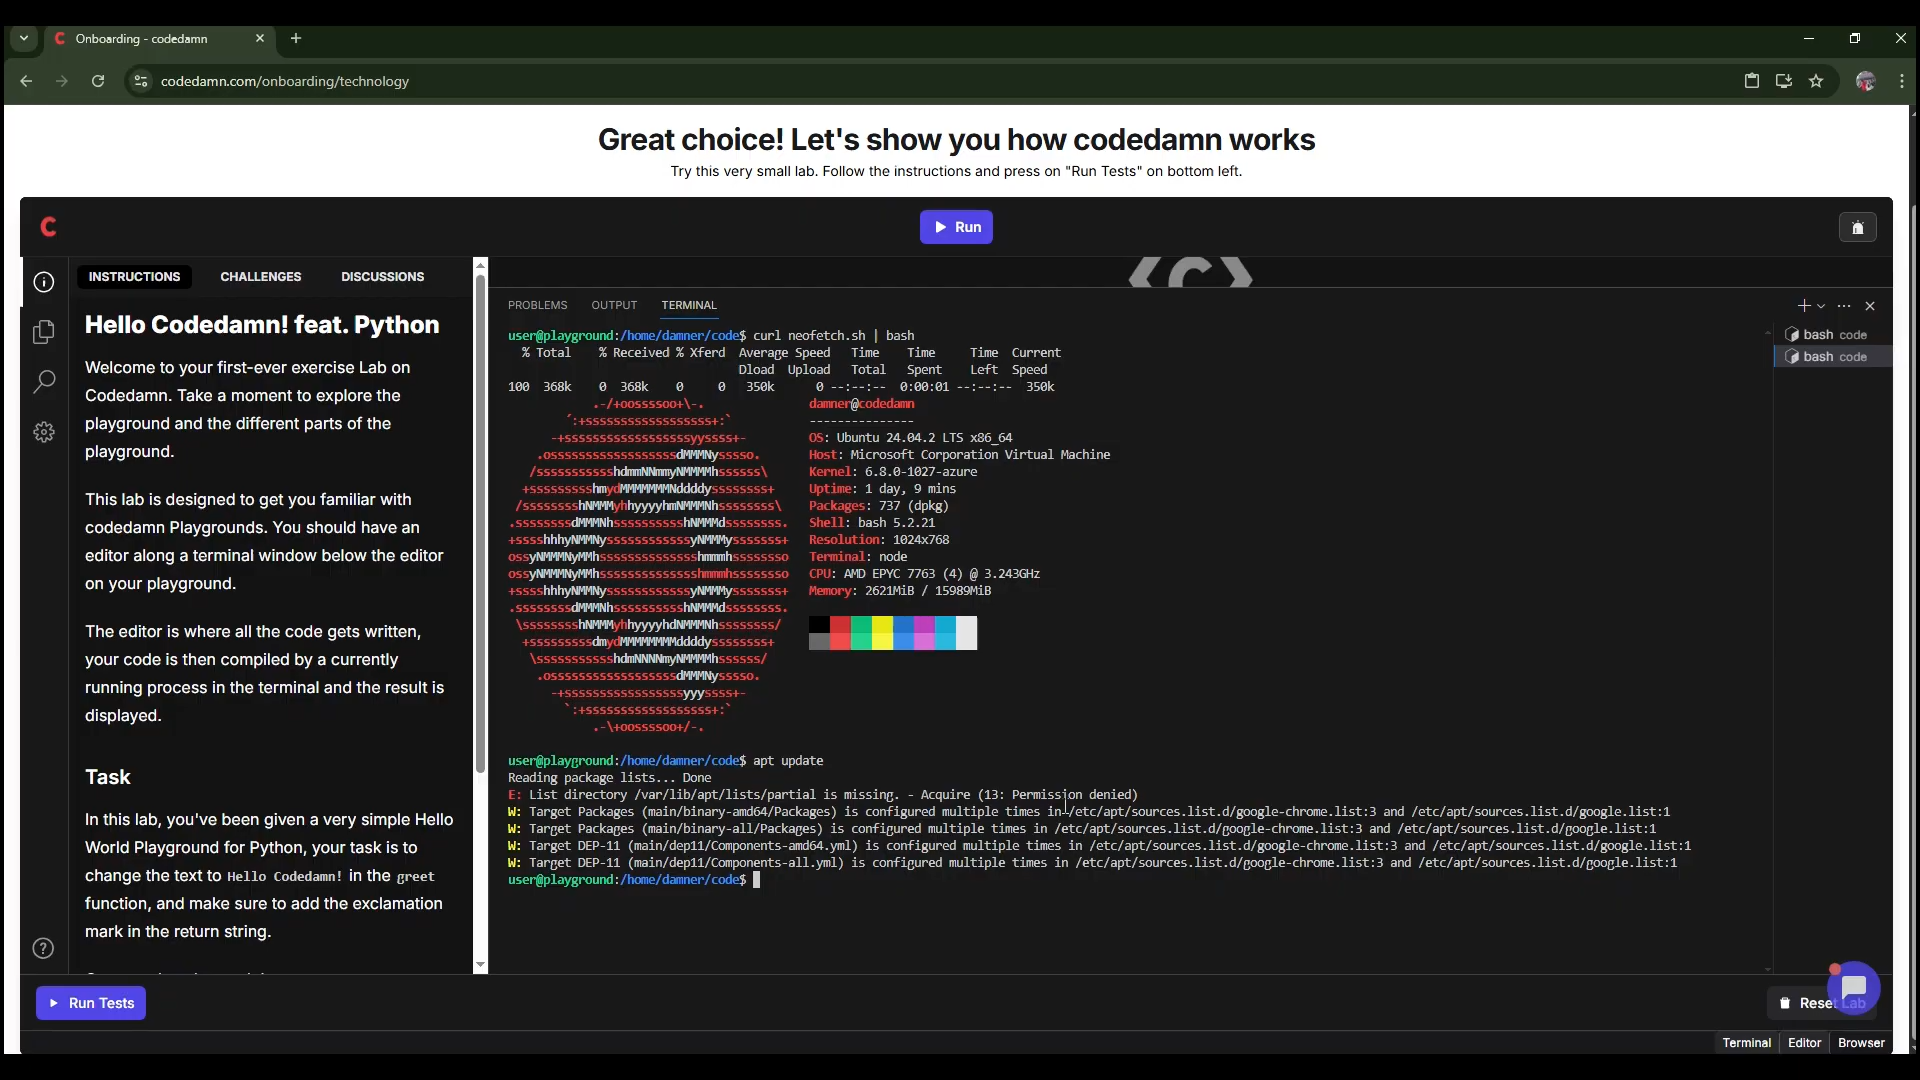 Onboarding - codedamn
codedamn.com/onboarding/technology
Great choice! Let's show you how codedamn works
Try this very small lab. Follow the instructions and press on "Run Tests" on bottom left.
Run
INSTRUCTIONS CHALLENGES DISCUSSIONS
Hello Codedamn! feat. Python
Welcome to your first-ever exercise Lab on
Codedamn. Take a moment to explore the
playground and the different parts of the
playground.
This lab is designed to get you familiar with
codedamn Playgrounds. You should have an
editor along a terminal window below the editor
on your playground.
The editor is where all the code gets written,
your code is then compiled by a currently
running process in the terminal and the result is
displayed.
Task
In this lab, you've been given a very simple Hello
World Playground for Python, your task is to
change the text to Hello Codedamn! in the greet
function, and make sure to add the exclamation
mark in the return string.
Run Tests
PROBLEMS OUTPUT TERMINAL
bash code
bash code
user@playground:/home/damner/code$ curl neofetch.sh | bash
% Total % Received % Xferd Average Speed Time Time Time Current
Dload Upload Total Spent Left Speed
100 368k 0 368k 0 0 350k 0 --:--:-- 0:00:01 --:--:-- 350k
damner@codedamn
---------------
OS: Ubuntu 24.04.2 LTS x86_64
Host: Microsoft Corporation Virtual Machine
Kernel: 6.8.0-1027-azure
Uptime: 1 day, 9 mins
Packages: 737 (dpkg)
Shell: bash 5.2.21
Resolution: 1024x768
Terminal: node
CPU: AMD EPYC 7763 (4) @ 3.243GHz
Memory: 2621MiB / 15989MiB
user@playground:/home/damner/code$ apt update
Reading package lists... Done
E: List directory /var/lib/apt/lists/partial is missing. - Acquire (13: Permission denied)
W: Target Packages (main/binary-amd64/Packages) is configured multiple times in /etc/apt/sources.list.d/google-chrome.list:3 and /etc/apt/sources.list.d/google.list:1
W: Target Packages (main/binary-all/Packages) is configured multiple times in /etc/apt/sources.list.d/google-chrome.list:3 and /etc/apt/sources.list.d/google.list:1
W: Target DEP-11 (main/dep11/Components-amd64.yml) is configured multiple times in /etc/apt/sources.list.d/google-chrome.list:3 and /etc/apt/sources.list.d/google.list:1
W: Target DEP-11 (main/dep11/Components-all.yml) is configured multiple times in /etc/apt/sources.list.d/google-chrome.list:3 and /etc/apt/sources.list.d/google.list:1
user@playground:/home/damner/code$
Reset Lab
Terminal Editor Browser